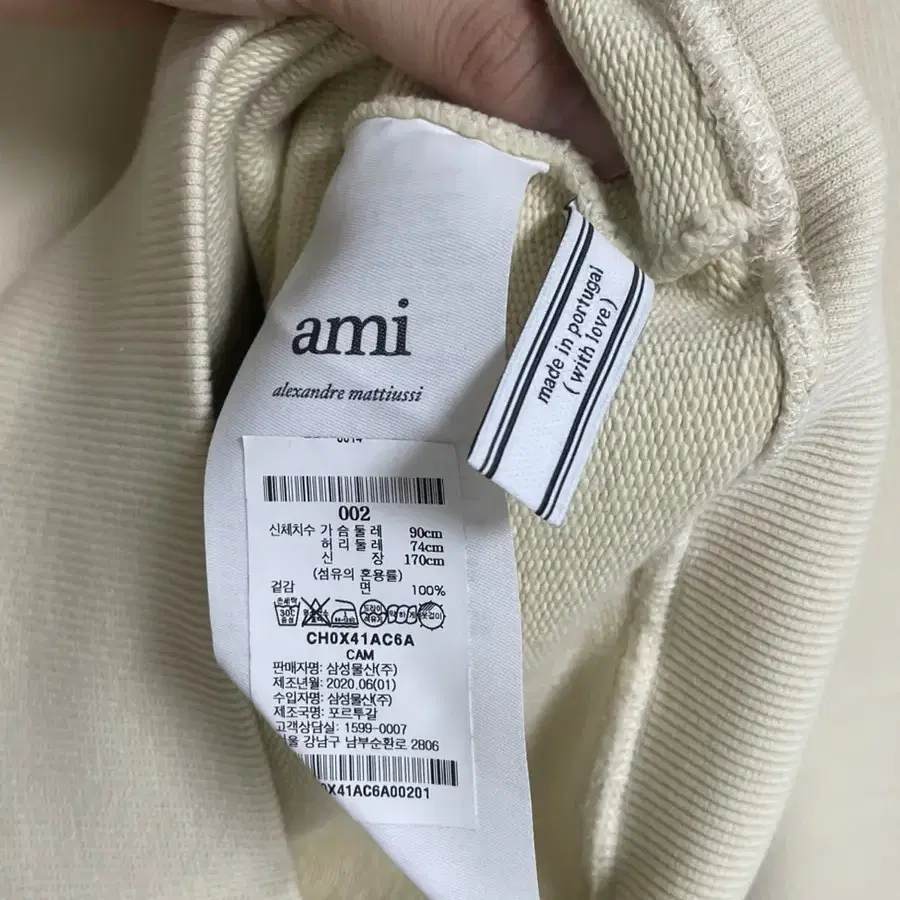 ami
alexandre mattiussi
made in portugal
(with love)
002
신체치수 가 슴 둘 레 90cm
허 리 둘 레 74cm
신 장 170cm
(섬유의 혼용률)
겉감 면 100%
CH0X41AC6A
CAM
판매자명: 삼성물산(주)
제조년월: 2020.06(01)
수입자명: 삼성물산(주)
제조국명: 포르투갈
고객상담실: 1599-0007
강남구 남부순환로 2806
0X41AC6A00201